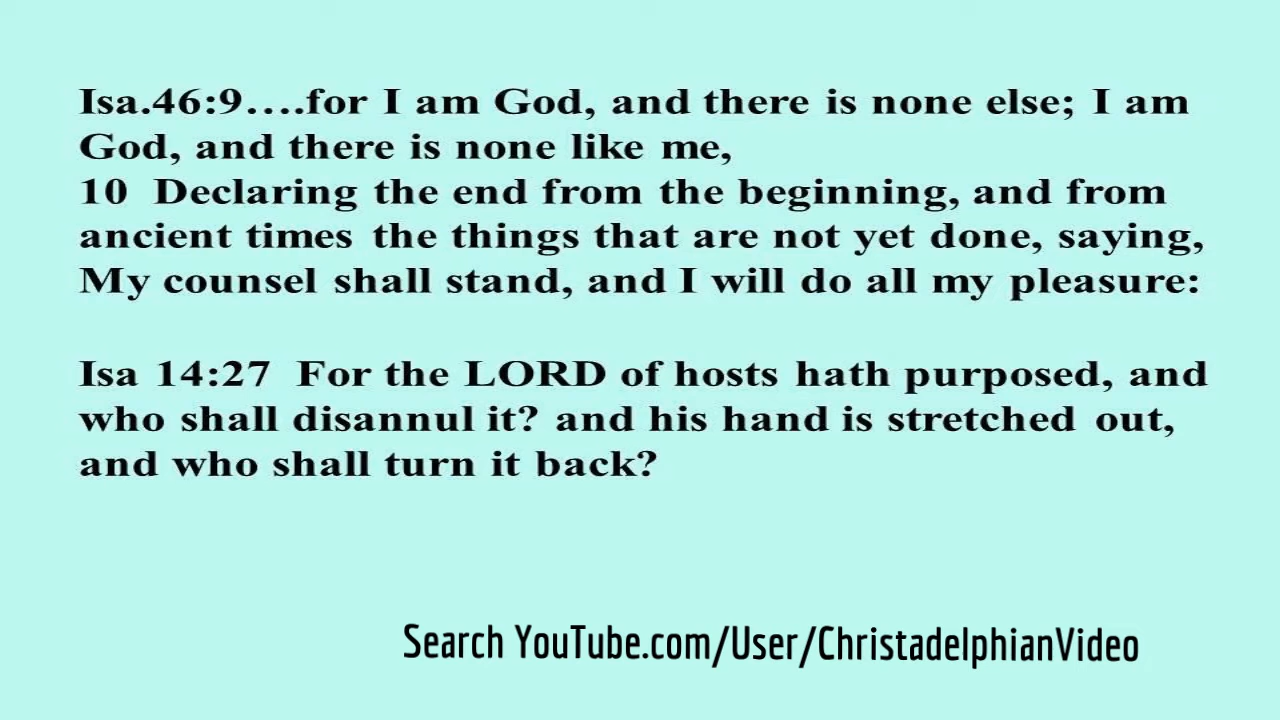 Isa.46:9….for I am God, and there is none else; I am
God, and there is none like me,
10 Declaring the end from the beginning, and from
ancient times the things that are not yet done, saying,
My counsel shall stand, and I will do all my pleasure:
Isa 14:27 For the LORD of hosts hath purposed, and
who shall disannul it? and his hand is stretched out,
and who shall turn it back?
Search YouTube.com/User/ChristadelphianVideo